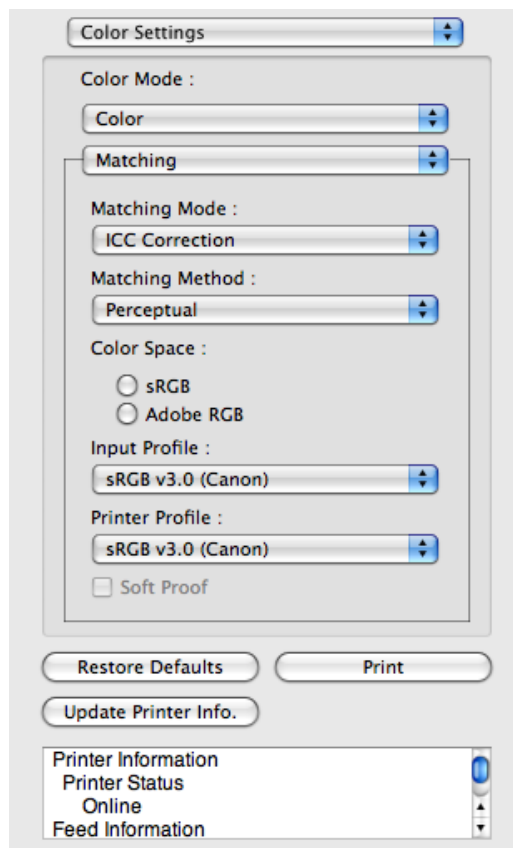 Color Settings
Color Mode :
Color
Matching
Matching Mode :
ICC Correction
Matching Method :
Perceptual
Color Space :
sRGB
Adobe RGB
Input Profile :
sRGB v3.0 (Canon)
Printer Profile :
sRGB v3.0 (Canon)
Soft Proof
Restore Defaults
Print
Update Printer Info.
Printer Information
Printer Status
Online
Feed Information